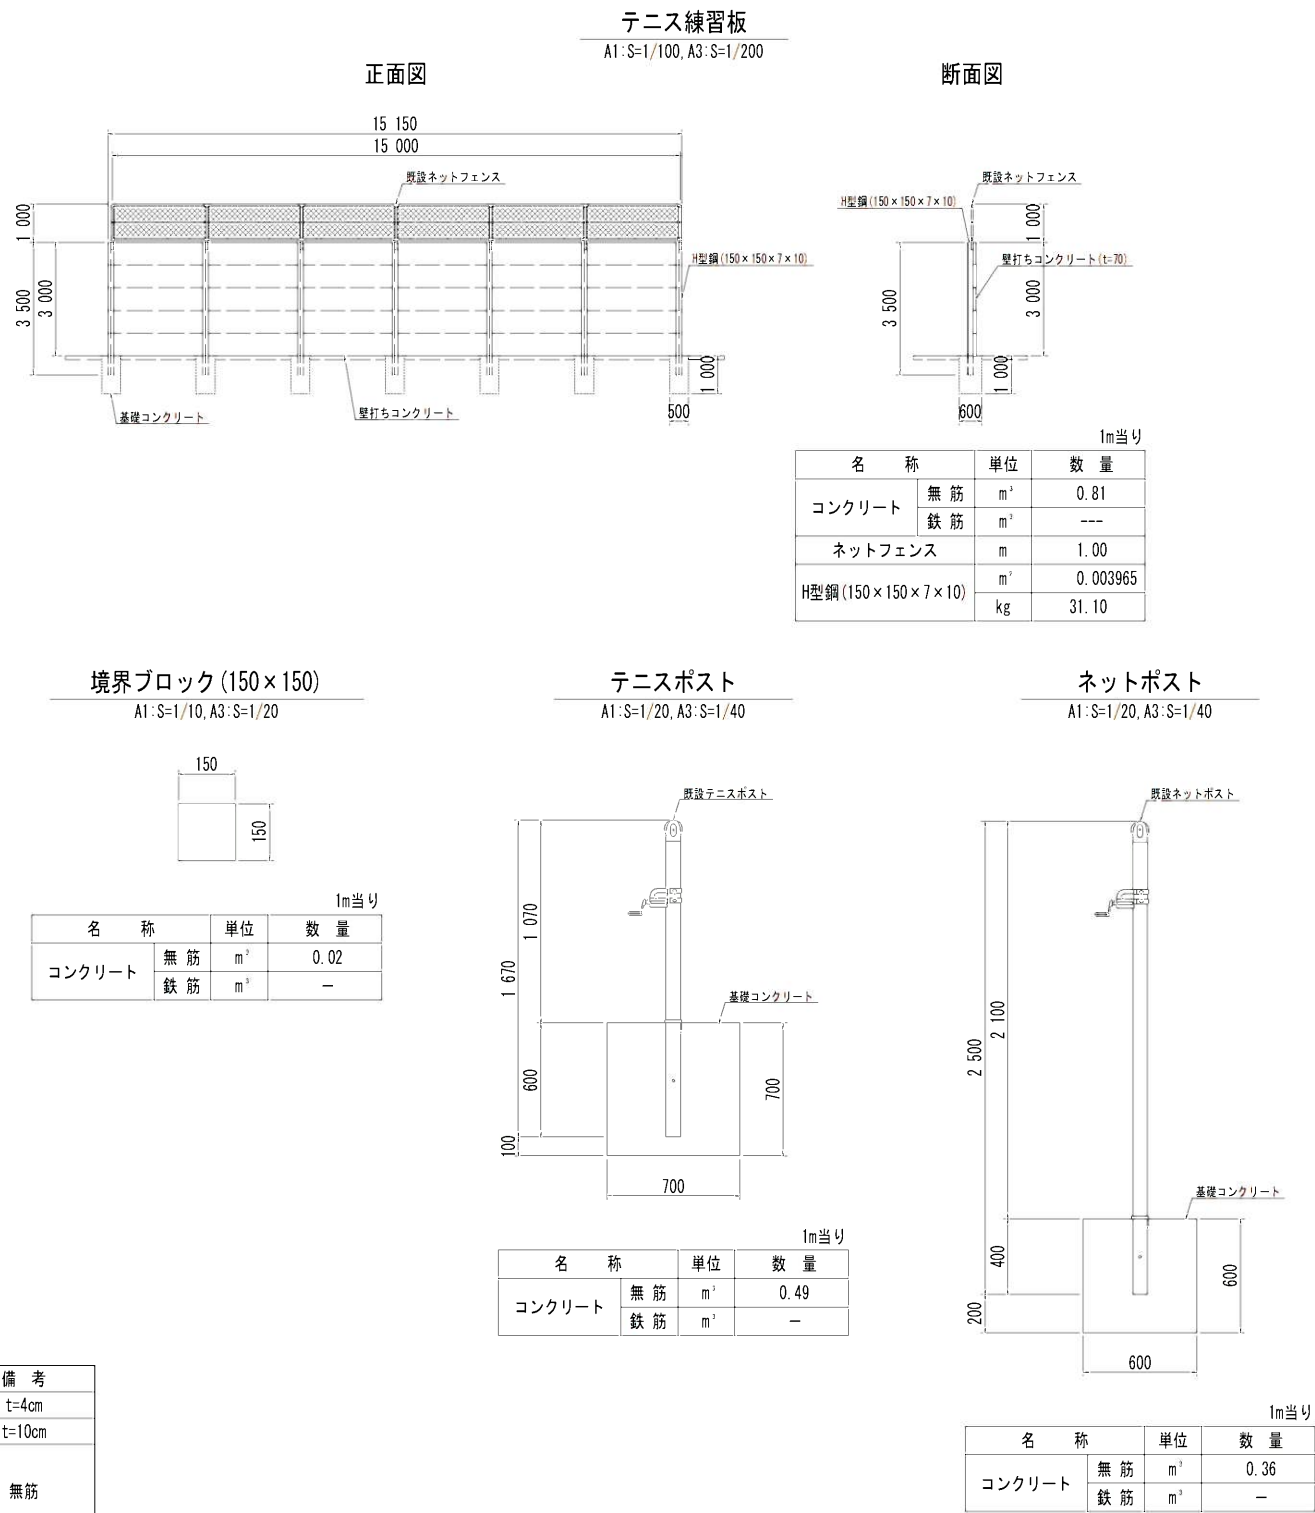 テニス練習板
A1:S=1/100, A3:S=1/200
正面図
断面図
15 150
15 000
既設ネットフェンス
H型鋼(150×150×7×10)
1 000
3 500
3 000
1 000
500
基礎コンクリート
壁打ちコンクリート
既設ネットフェンス
H型鋼(150×150×7×10)
壁打ちコンクリート(t=70)
1 000
3 500
3 000
1 000
600
1m当り
名 称 単位 数 量
コンクリート 無 筋 m³ 0.81
鉄 筋 m³ ---
ネットフェンス m 1.00
H型鋼(150×150×7×10) m³ 0.003965
kg 31.10
境界ブロック(150×150)
A1:S=1/10, A3:S=1/20
150
150
1m当り
名 称 単位 数 量
コンクリート 無 筋 m³ 0.02
鉄 筋 m³ −
テニスポスト
A1:S=1/20, A3:S=1/40
既設テニスポスト
1 070
1 670
基礎コンクリート
600
700
100
700
1m当り
名 称 単位 数 量
コンクリート 無 筋 m³ 0.49
鉄 筋 m³ −
ネットポスト
A1:S=1/20, A3:S=1/40
既設ネットポスト
2 100
2 500
基礎コンクリート
400
600
200
600
1m当り
名 称 単位 数 量
コンクリート 無 筋 m³ 0.36
鉄 筋 m³ −
備 考
t=4cm
t=10cm
無筋